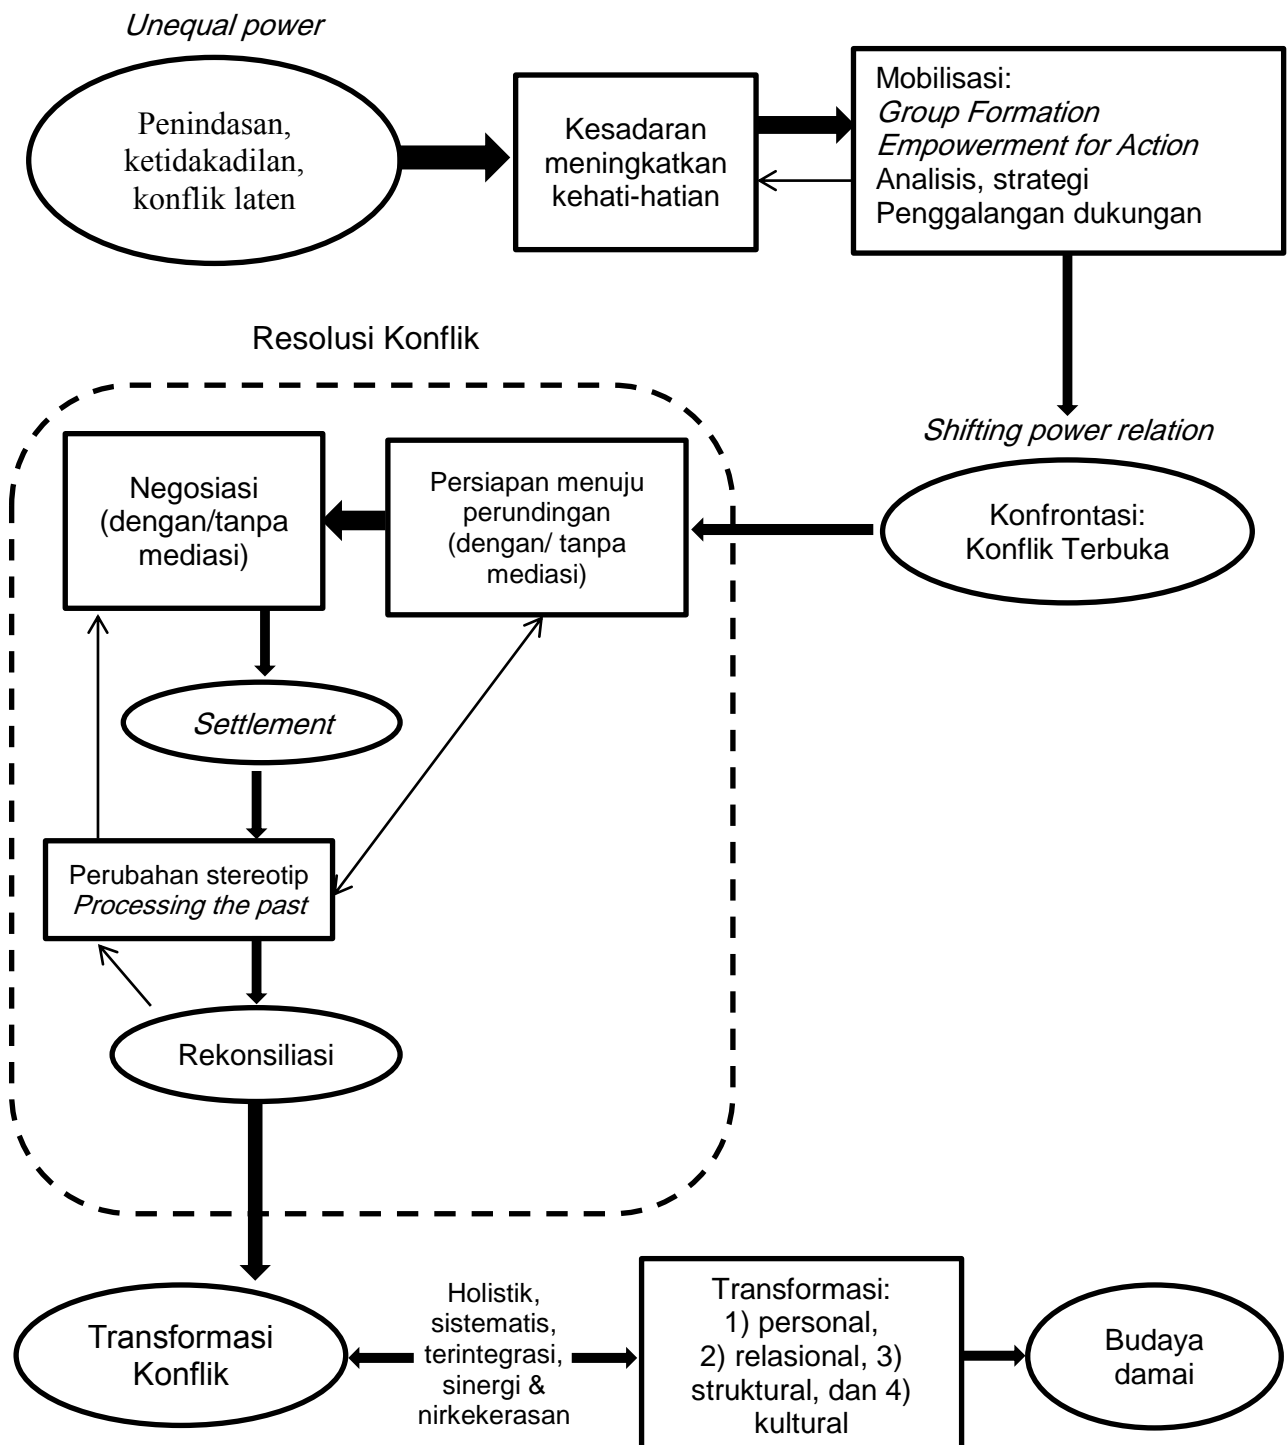 Unequal power
Penindasan,
ketidakadilan,
konflik laten
Kesadaran
meningkatkan
kehati-hatian
Mobilisasi:
Group Formation
Empowerment for Action
Analisis, strategi
Penggalangan dukungan
Resolusi Konflik
Shifting power relation
Konfrontasi:
Konflik Terbuka
Persiapan menuju
perundingan
(dengan/ tanpa
mediasi)
Negosiasi
(dengan/tanpa
mediasi)
Settlement
Perubahan stereotip
Processing the past
Rekonsiliasi
Transformasi
Konflik
Holistik,
sistematis,
terintegrasi,
sinergi &
nirkekerasan
Transformasi:
1) personal,
2) relasional, 3)
struktural, dan 4)
kultural
Budaya
damai